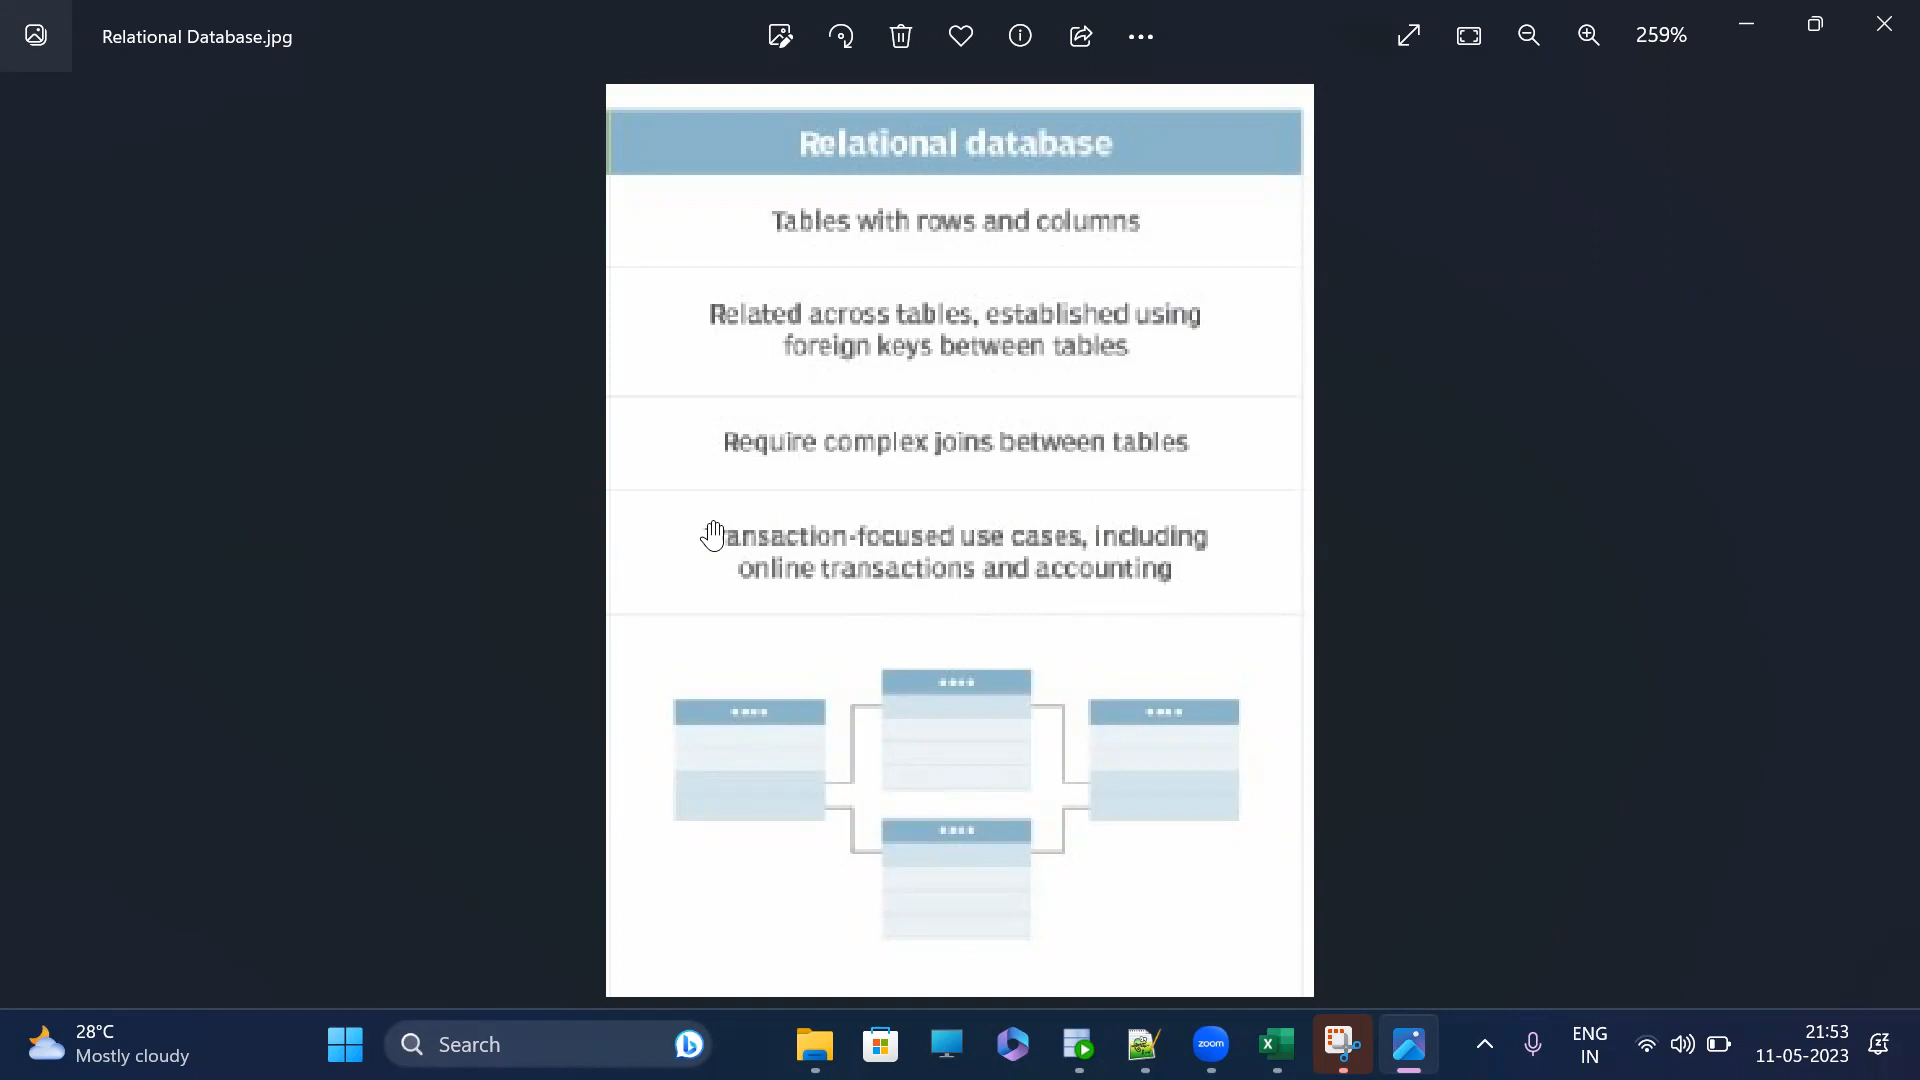 Relational Database.jpg
259%
Relational database
Tables with rows and columns
Related across tables, established using
foreign keys between tables
Require complex joins between tables
ransaction-focused use cases, including
online transactions and accounting
28°C
Mostly cloudy
Search
zoom
X
ENG
IN
21:53
11-05-2023